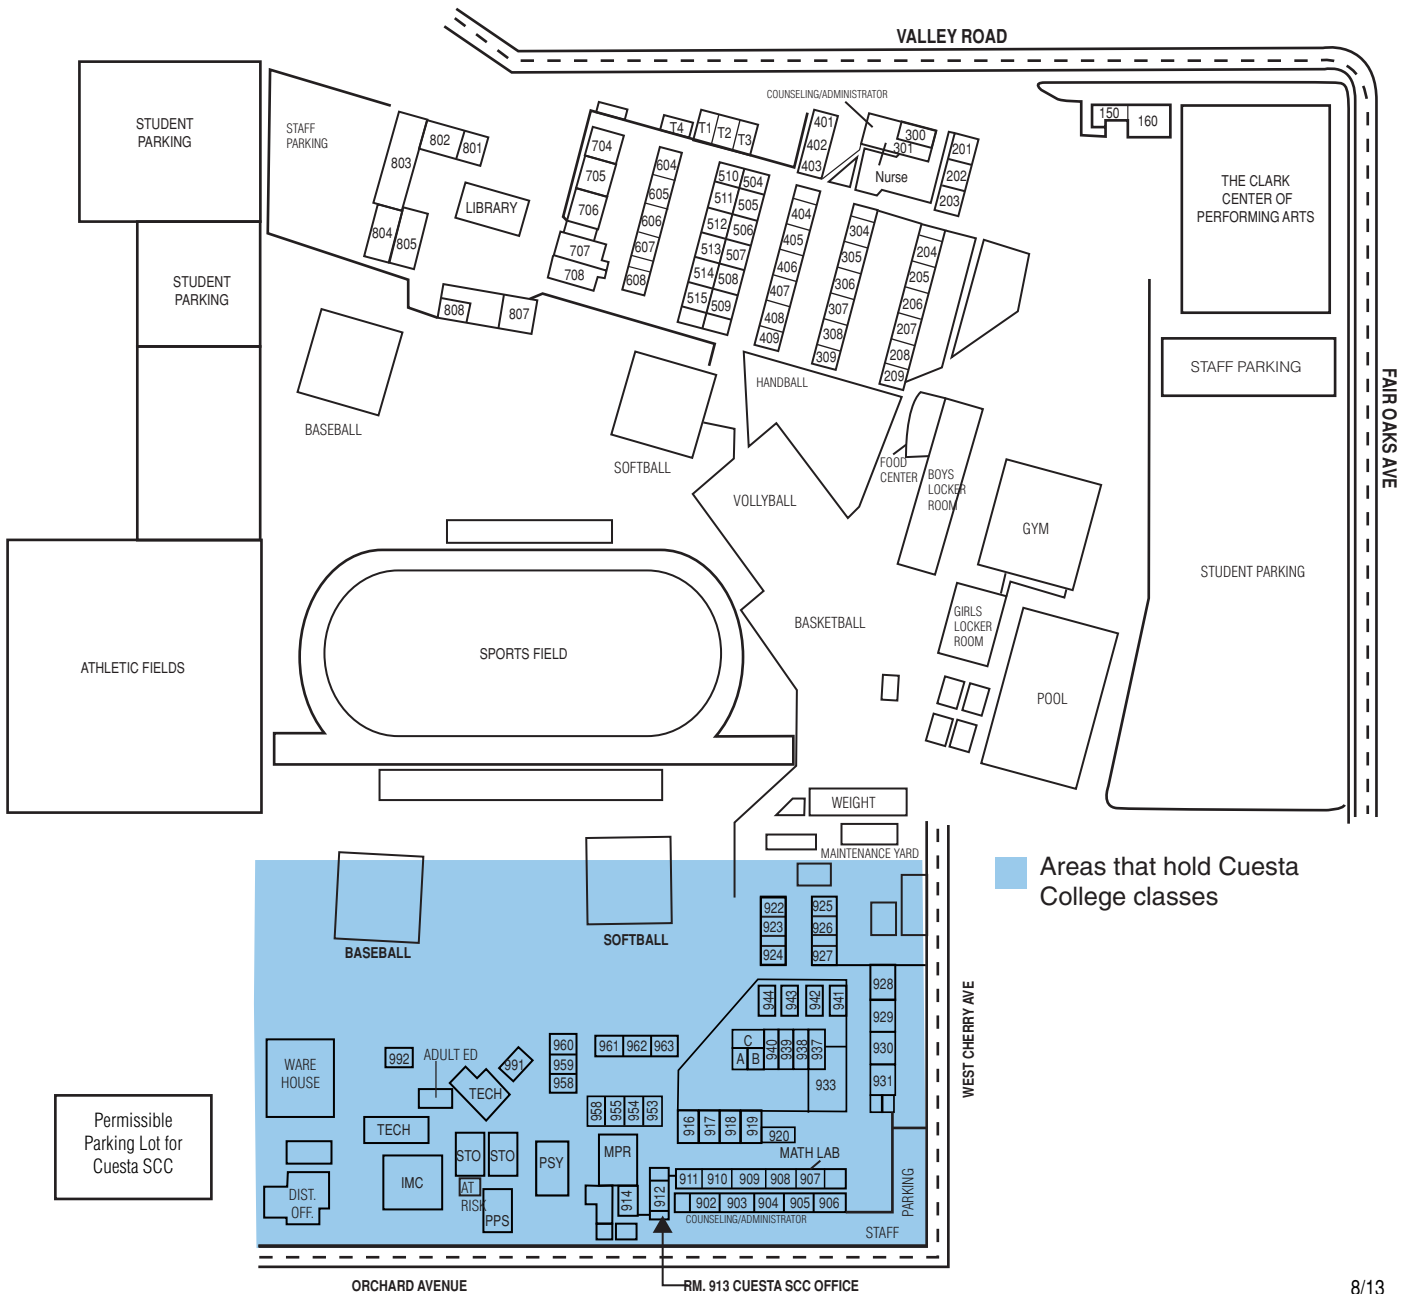 VALLEY ROAD
COUNSELING/ADMINISTRATOR
STUDENT
PARKING
STAFF
PARKING
802
801
803
804
805
LIBRARY
808
807
704
705
706
707
708
T4
T1
T2
T3
604
605
606
607
608
510
504
511
505
512
506
513
507
514
508
515
509
401
402
403
404
405
406
407
408
409
300
301
Nurse
304
305
306
307
308
309
201
202
203
204
205
206
207
208
209
150
160
THE CLARK
CENTER OF
PERFORMING ARTS
STAFF PARKING
FAIR OAKS AVE
STUDENT
PARKING
BASEBALL
SOFTBALL
HANDBALL
VOLLYBALL
FOOD
CENTER
BOYS
LOCKER
ROOM
GYM
STUDENT PARKING
BASKETBALL
GIRLS
LOCKER
ROOM
POOL
ATHLETIC FIELDS
SPORTS FIELD
WEIGHT
MAINTENANCE YARD
Areas that hold Cuesta
College classes
BASEBALL
SOFTBALL
922
923
924
925
926
927
928
929
930
931
WEST CHERRY AVE
944
943
942
941
C
A
B
940
939
938
937
933
WARE
HOUSE
992
ADULT ED
991
TECH
960
959
958
961
962
963
958
955
954
953
916
917
918
919
920
MATH LAB
TECH
STO
STO
PSY
MPR
IMC
AT
RISK
PPS
DIST.
OFF.
914
912
911
910
909
908
907
902
903
904
905
906
COUNSELING/ADMINISTRATOR
STAFF
PARKING
Permissible
Parking Lot for
Cuesta SCC
ORCHARD AVENUE
RM. 913 CUESTA SCC OFFICE
8/13